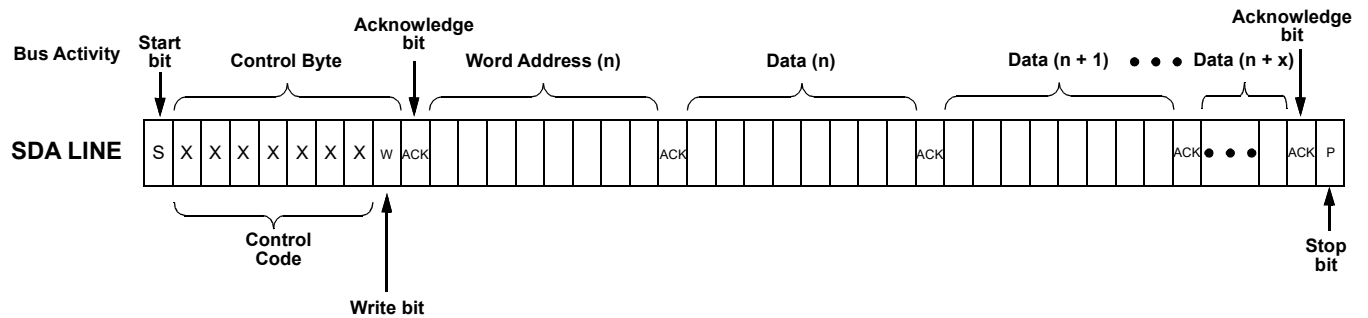 Bus Activity
Start
bit
Control Byte
Acknowledge
bit
Word Address (n)
Data (n)
Data (n + 1) • • • Data (n + x)
Acknowledge
bit
SDA LINE
S X X X X X X X W ACK ACK ACK ACK • • • ACK P
Control
Code
Write bit
Stop
bit